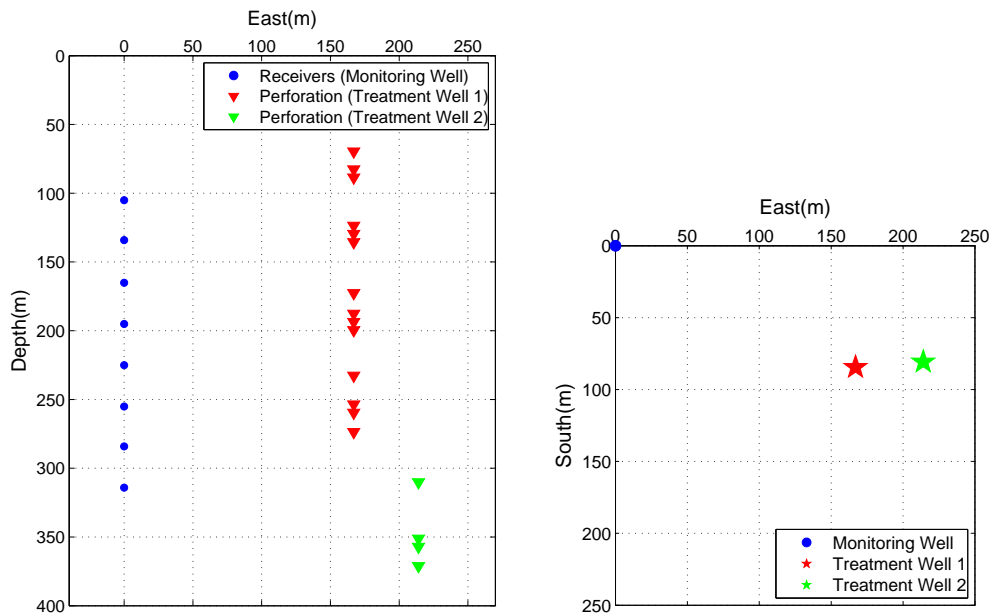 East(m)
0 50 100 150 200 250
0
50
100
150
200
250
300
350
400
Depth(m)
Receivers (Monitoring Well)
Perforation (Treatment Well 1)
Perforation (Treatment Well 2)
East(m)
0 50 100 150 200 250
0
50
100
150
200
250
South(m)
Monitoring Well
Treatment Well 1
Treatment Well 2